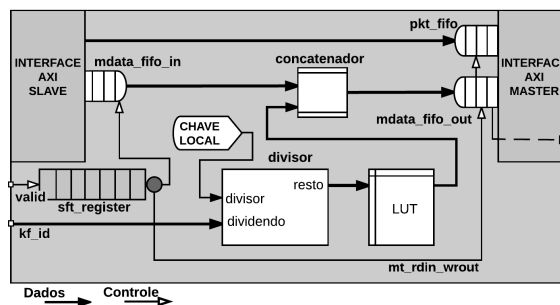 pkt_fifo
INTERFACE
AXI
SLAVE
mdata_fifo_in
concatenador
INTERFAC
AXI
MASTER
mdata_fifo_out
CHAVE
LOCAL
divisor
resto
divisor
dividendo
LUT
valid
sft_register
kf_id
mt_rdin_wrout
Dados
Controle